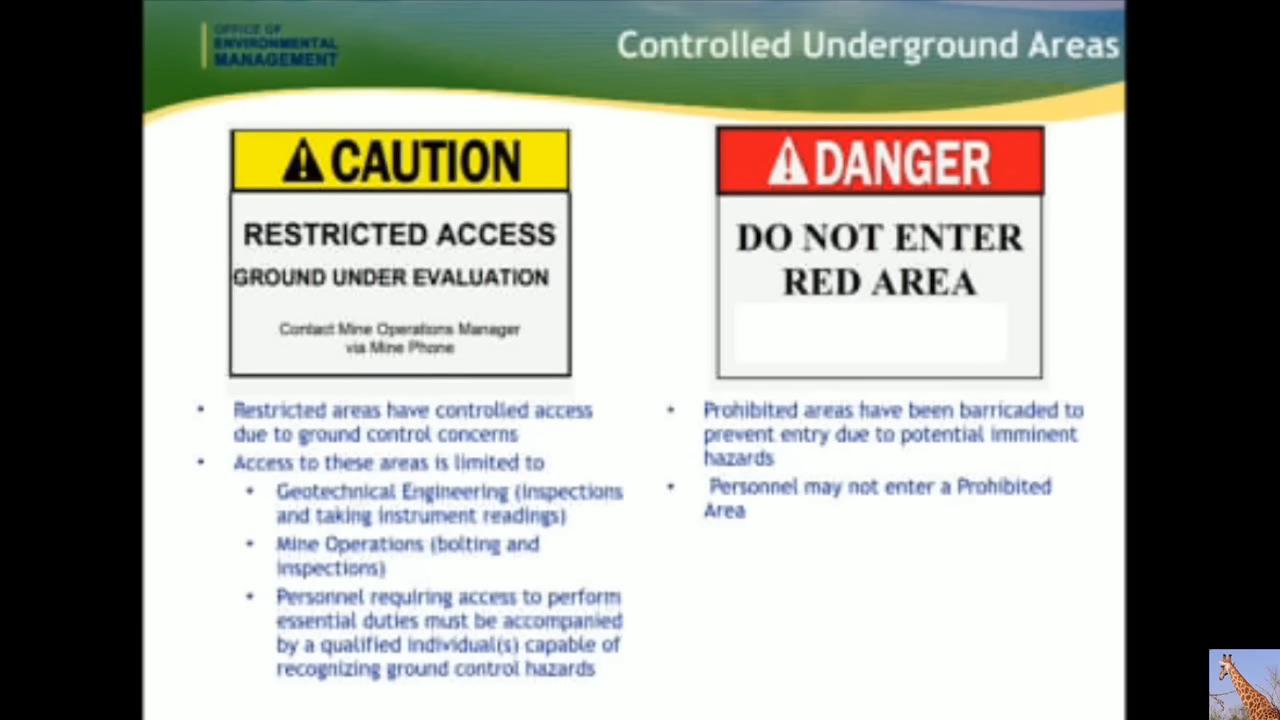 OFFICE OF
ENVIRONMENTAL
MANAGEMENT
Controlled Underground Areas
CAUTION
RESTRICTED ACCESS
GROUND UNDER EVALUATION
Contact Mine Operations Manager
via Mine Phone
• Restricted areas have controlled access
due to ground control concerns
• Access to these areas is limited to
• Geotechnical Engineering (inspections
and taking instrument readings)
• Mine Operations (bolting and
inspections)
• Personnel requiring access to perform
essential duties must be accompanied
by a qualified individual(s) capable of
recognizing ground control hazards
DANGER
DO NOT ENTER
RED AREA
• Prohibited areas have been barricaded to
prevent entry due to potential imminent
hazards
• Personnel may not enter a Prohibited
Area